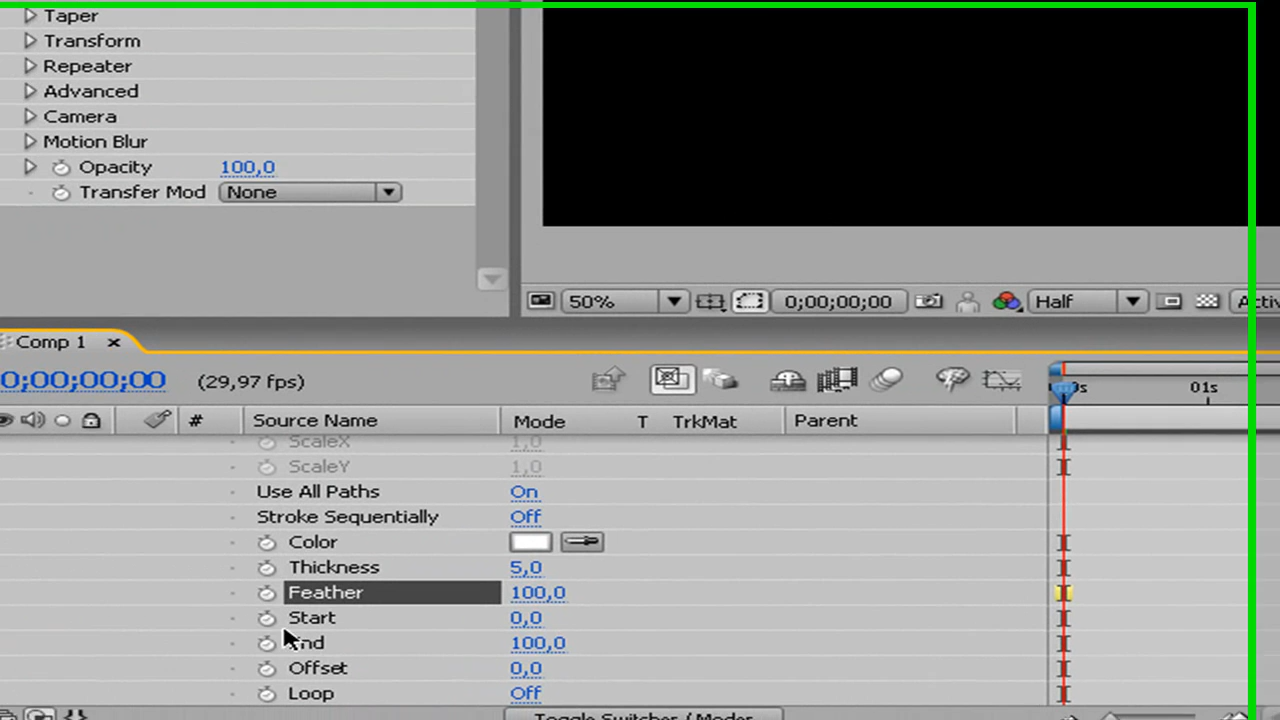 Taper
Transform
Repeater
Advanced
Camera
Motion Blur
Opacity 100,0
Transfer Mod None
50% 0;00;00;00 Half
Comp 1
0;00;00;00 (29,97 fps)
01s
# Source Name Mode T TrkMat Parent
ScaleX 1,0
ScaleY 1,0
Use All Paths On
Stroke Sequentially Off
Color
Thickness 5,0
Feather 100,0
Start 0,0
End 100,0
Offset 0,0
Loop Off